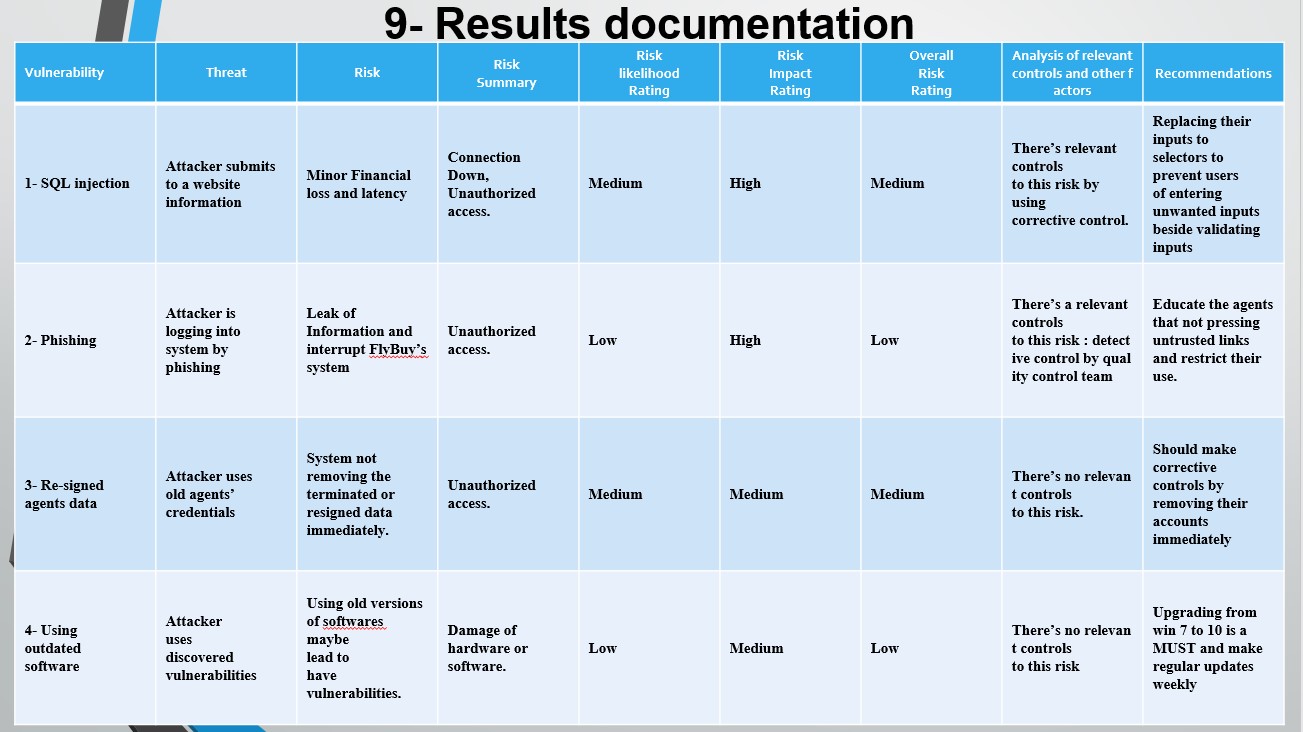 9- Results documentation
Vulnerability
Threat
Risk
Risk
Summary
Risk
likelihood
Rating
Risk
Impact
Rating
Overall
Risk
Rating
Analysis of relevant
controls and other f
actors
Recommendations
1- SQL injection
Attacker submits
to a website
information
Minor Financial
loss and latency
Connection
Down,
Unauthorized
access.
Medium
High
Medium
There’s relevant
controls
to this risk by
using
corrective control.
Replacing their
inputs to
selectors to
prevent users
of entering
unwanted inputs
beside validating
inputs
2- Phishing
Attacker is
logging into
system by
phishing
Leak of
Information and
interrupt FlyBuy’s
system
Unauthorized
access.
Low
High
Low
There’s a relevant
controls
to this risk : detect
ive control by qual
ity control team
Educate the agents
that not pressing
untrusted links
and restrict their
use.
3- Re-signed
agents data
Attacker uses
old agents’
credentials
System not
removing the
terminated or
resigned data
immediately.
Unauthorized
access.
Medium
Medium
Medium
There’s no relevan
t controls
to this risk.
Should make
corrective
controls by
removing their
accounts
immediately
4- Using
outdated
software
Attacker
uses
discovered
vulnerabilities
Using old versions
of softwares
maybe
lead to
have
vulnerabilities.
Damage of
hardware or
software.
Low
Medium
Low
There’s no relevan
t controls
to this risk
Upgrading from
win 7 to 10 is a
MUST and make
regular updates
weekly